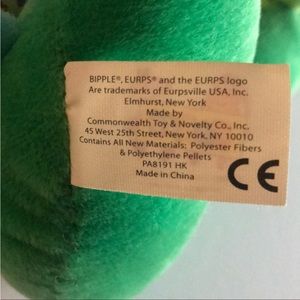 BIPPLE®, EURPS® and the EURPS logo
Are trademarks of Eurpsville USA, Inc.
Elmhurst, New York
Made by
Commonwealth Toy & Novelty Co., Inc.
45 West 25th Street, New York, NY 10010
Contains All New Materials: Polyester Fibers
& Polyethylene Pellets
PA8191 HK
Made in China
CE